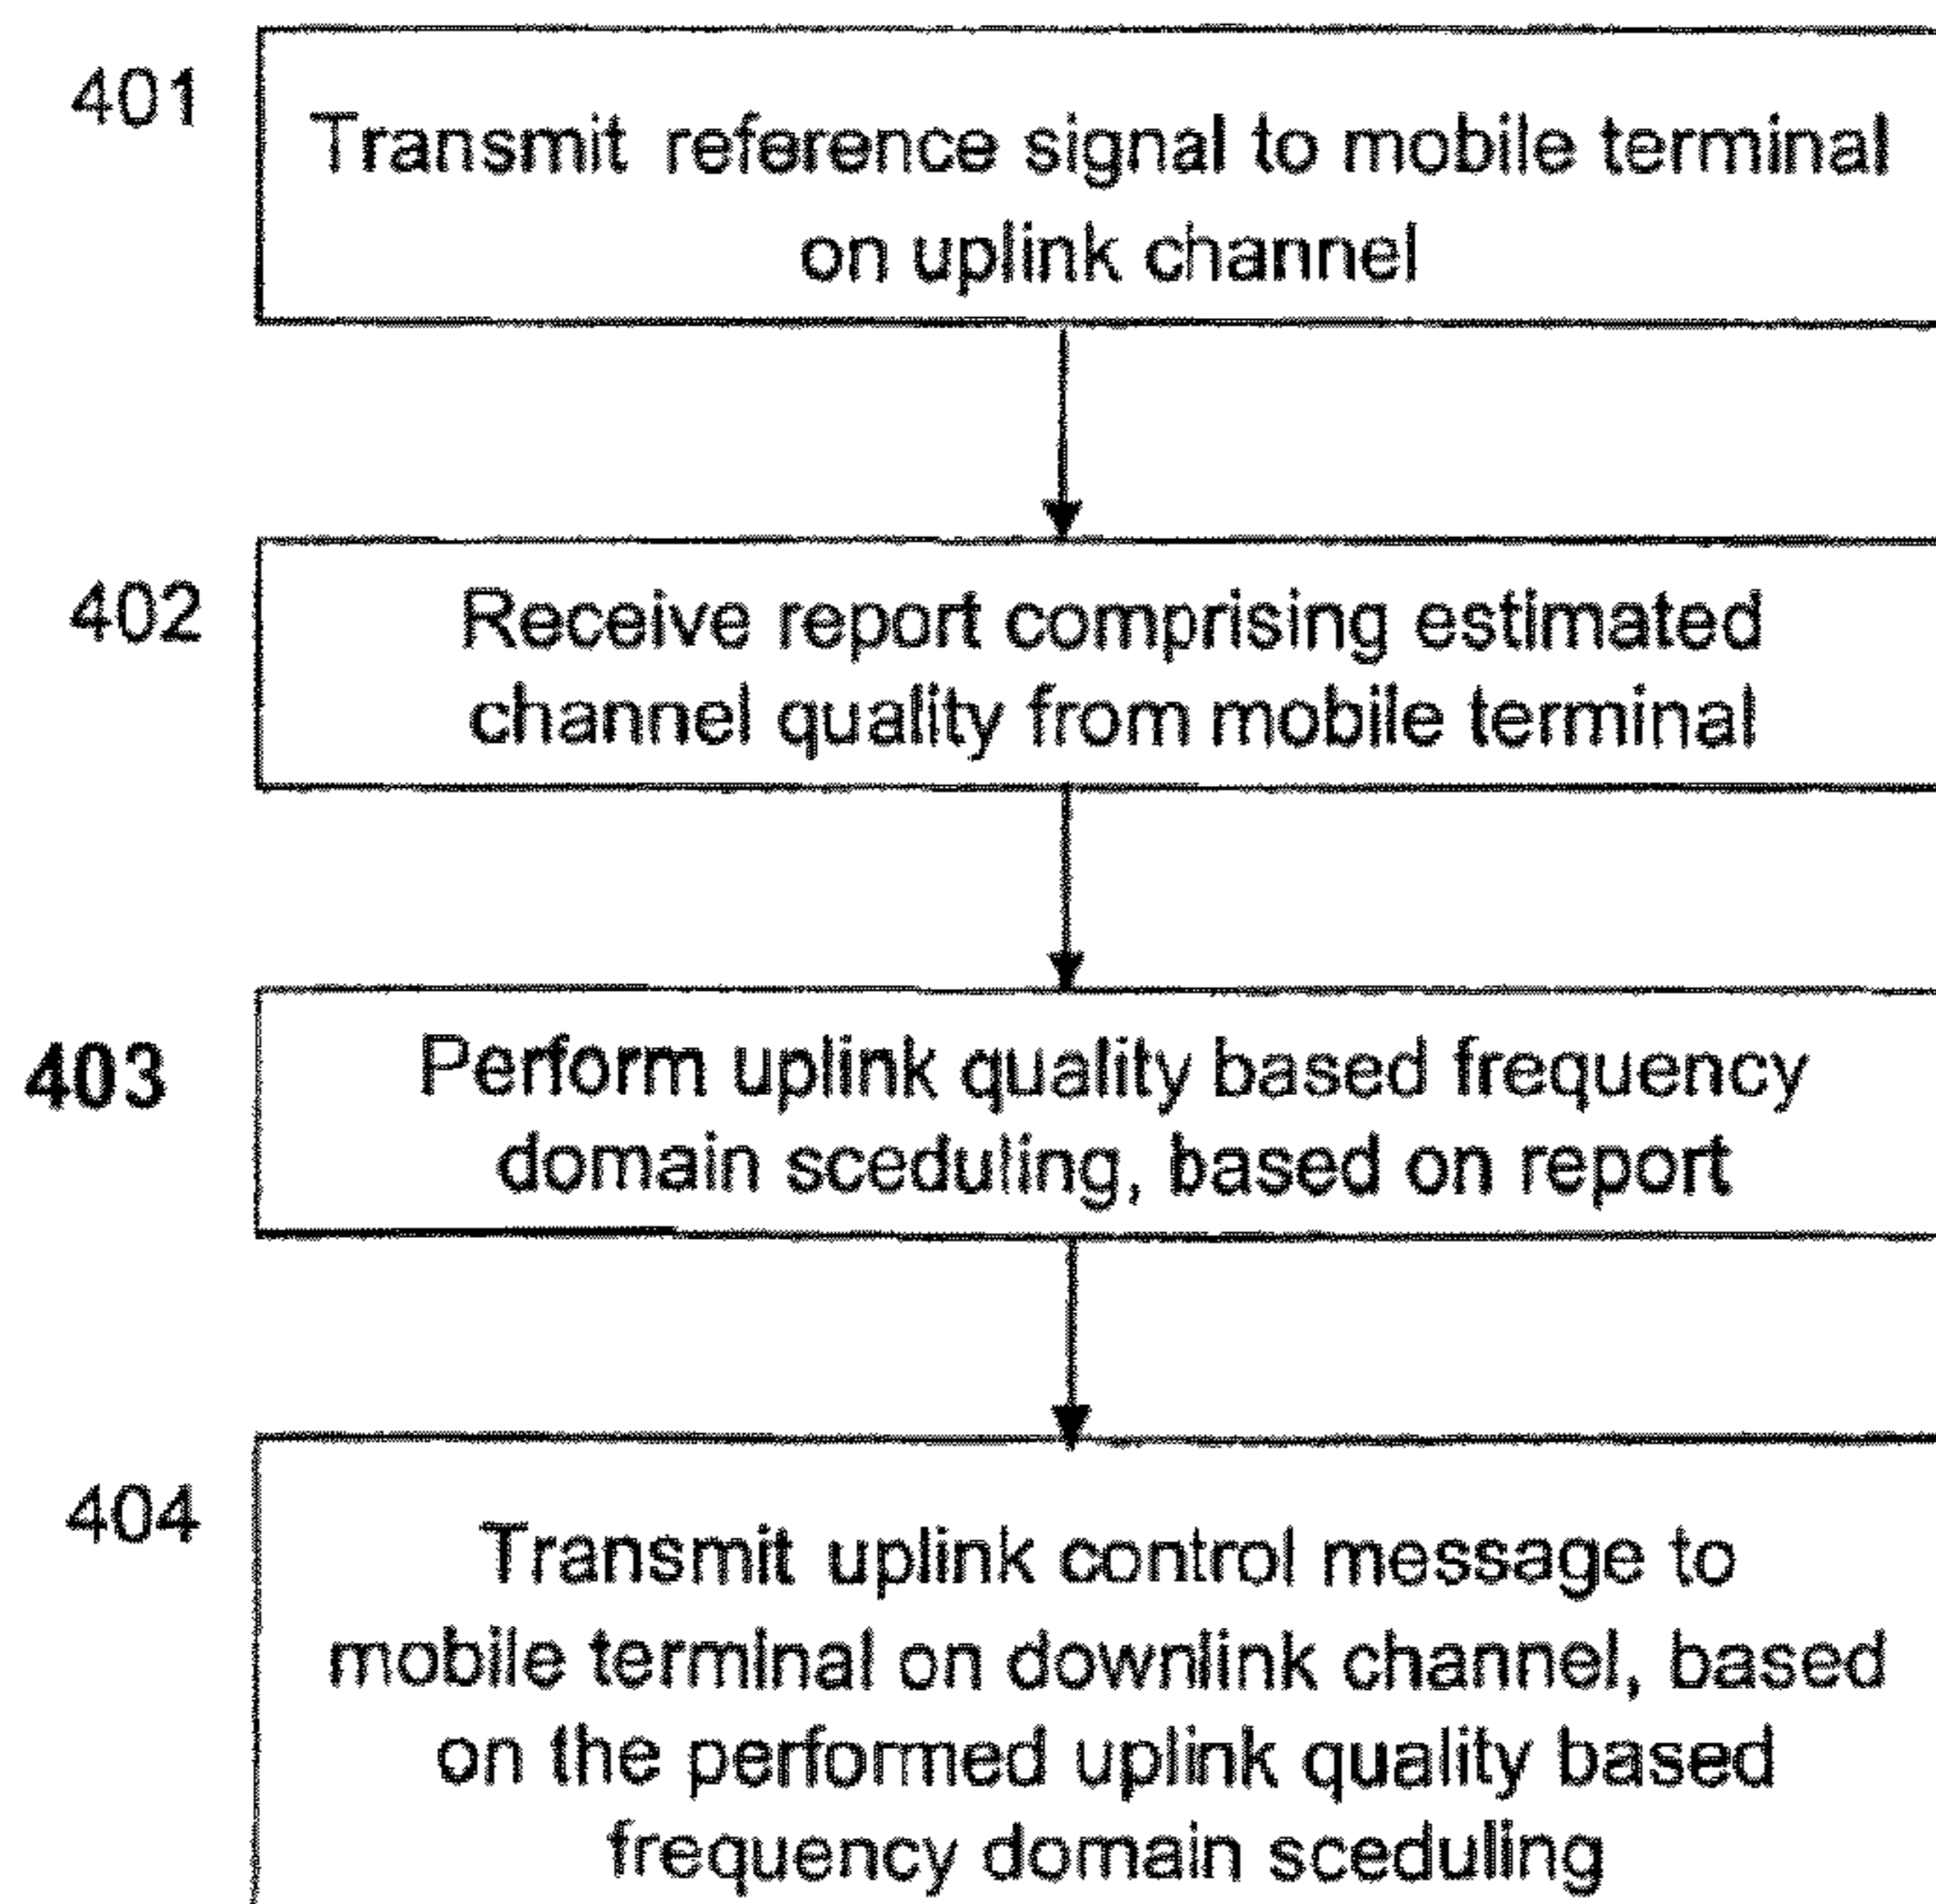 401
Transmit reference signal to mobile terminal
on uplink channel
402
Receive report comprising estimated
channel quality from mobile terminal
403
Perform uplink quality based frequency
domain sceduling, based on report
404
Transmit uplink control message to
mobile terminal on downlink channel, based
on the performed uplink quality based
frequency domain sceduling